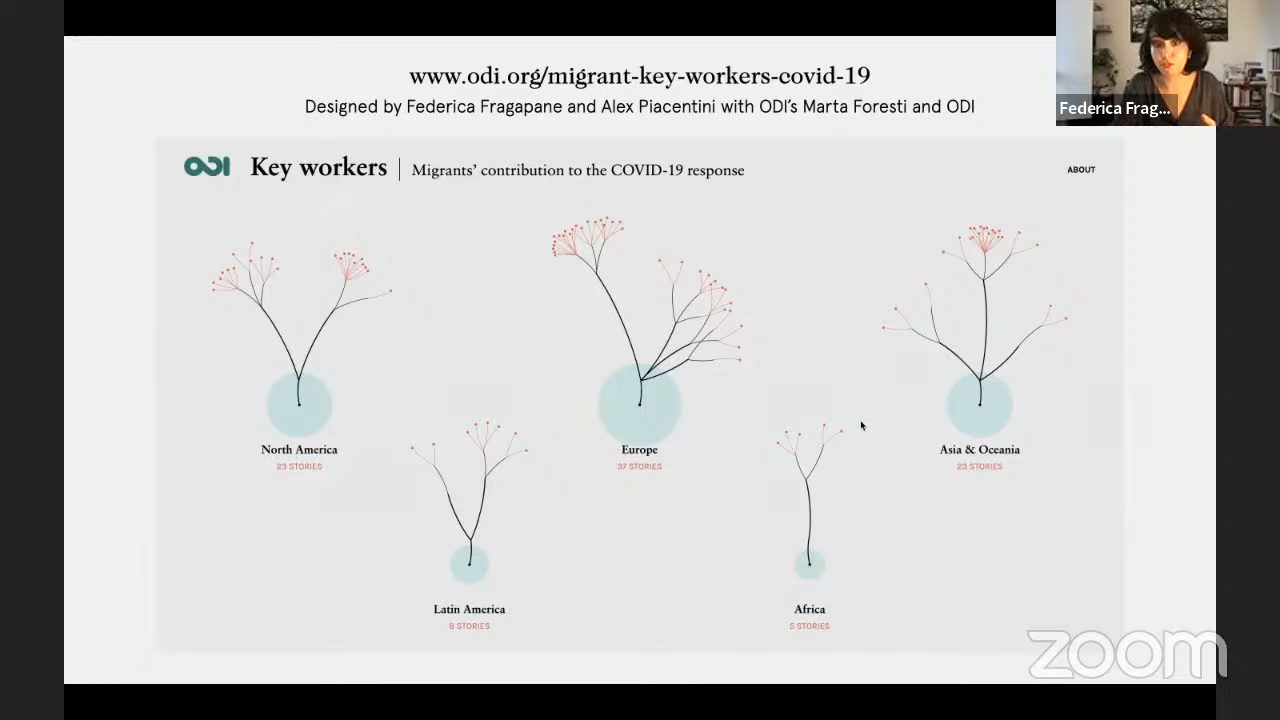 www.odi.org/migrant-key-workers-covid-19
Designed by Federica Fragapane and Alex Piacentini with ODI's Marta Foresti and ODI
Federica Frag...
ODI Key workers | Migrants' contribution to the COVID-19 response
ABOUT
North America
23 STORIES
Europe
37 STORIES
Asia & Oceania
23 STORIES
Latin America
8 STORIES
Africa
5 STORIES
zoom